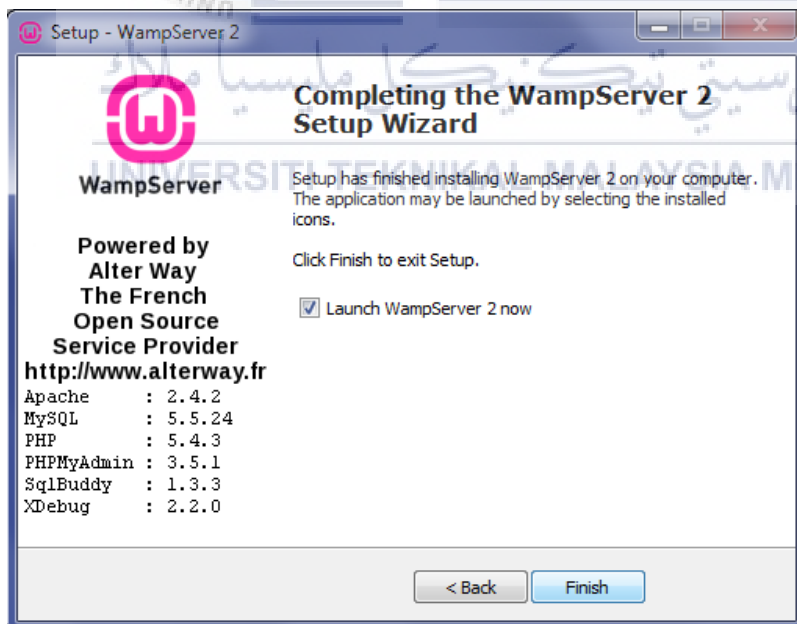 Setup - WampServer 2
WampServer
Powered by
Alter Way
The French
Open Source
Service Provider
http://www.alterway.fr
Apache : 2.4.2
MySQL : 5.5.24
PHP : 5.4.3
PHPMyAdmin : 3.5.1
SqlBuddy : 1.3.3
XDebug : 2.2.0
Completing the WampServer 2
Setup Wizard
Setup has finished installing WampServer 2 on your computer.
The application may be launched by selecting the installed
icons.
Click Finish to exit Setup.
Launch WampServer 2 now
< Back
Finish
سيتي تيكنيكل مليسيا ملاك
UNIVERSITI TEKNIKAL MALAYSIA M